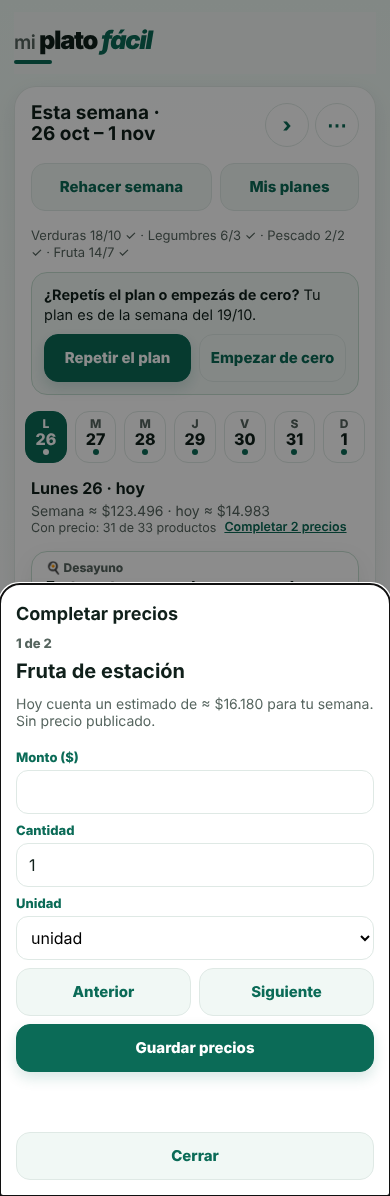 mi plato fácil
Esta semana ·
26 oct – 1 nov
›
···
Rehacer semana
Mis planes
Verduras 18/10 ✓ · Legumbres 6/3 ✓ · Pescado 2/2
✓ · Fruta 14/7 ✓
¿Repetís el plan o empezás de cero? Tu
plan es de la semana del 19/10.
Repetir el plan
Empezar de cero
L M M J V S D
26 27 28 29 30 31 1
Lunes 26 · hoy
Semana ≈ $123.496 · hoy ≈ $14.983
Con precio: 31 de 33 productos Completar 2 precios
🍳 Desayuno
Completar precios
1 de 2
Fruta de estación
Hoy cuenta un estimado de ≈ $16.180 para tu semana.
Sin precio publicado.
Monto ($)
Cantidad
1
Unidad
unidad
Anterior
Siguiente
Guardar precios
Cerrar